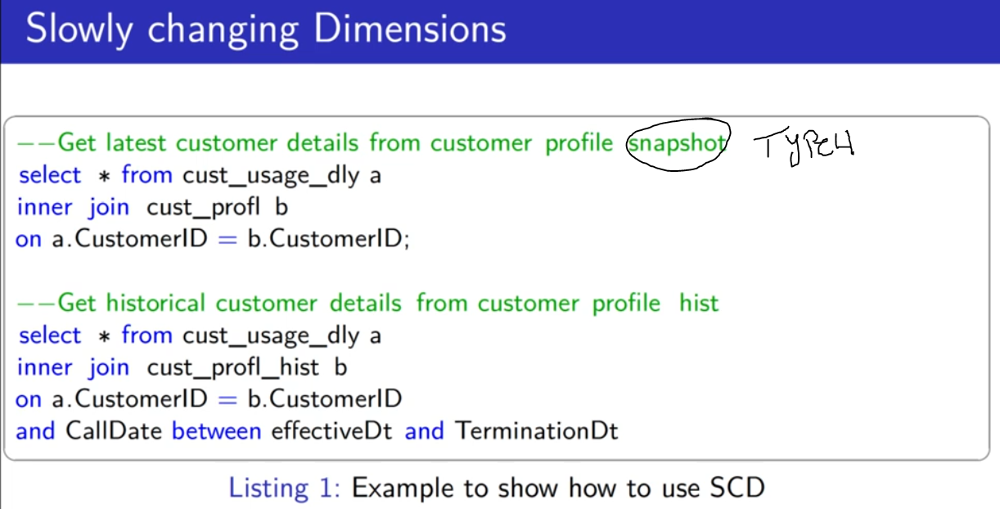 Slowly changing Dimensions
--Get latest customer details from customer profile snapshot TYPE4
select * from cust_usage_dly a
inner join cust_profl b
on a.CustomerID = b.CustomerID;
--Get historical customer details from customer profile hist
select * from cust_usage_dly a
inner join cust_profl_hist b
on a.CustomerID = b.CustomerID
and CallDate between effectiveDt and TerminationDt
Listing 1: Example to show how to use SCD